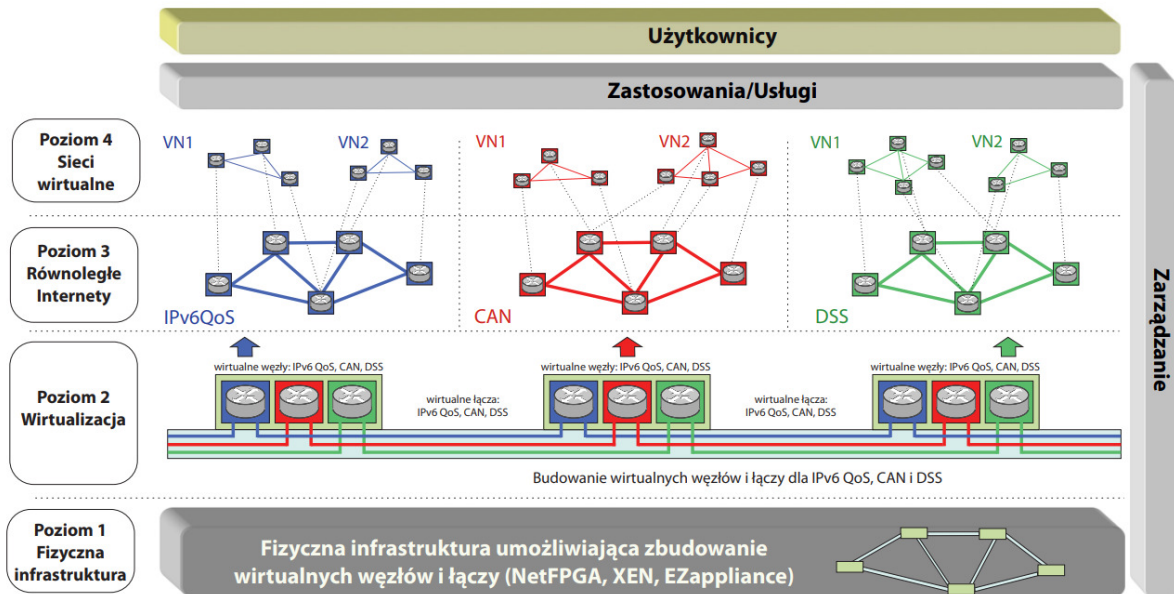 Użytkownicy
Zastosowania/Usługi
Zarządzanie
Poziom 4
Sieci
wirtualne
VN1
VN2
VN1
VN2
VN1
VN2
Poziom 3
Równoległe
Internety
IPv6QoS
CAN
DSS
Poziom 2
Wirtualizacja
wirtualne węzły: IPv6 QoS, CAN, DSS
wirtualne łącza:
IPv6 QoS, CAN, DSS
wirtualne węzły: IPv6 QoS, CAN, DSS
wirtualne łącza:
IPv6 QoS, CAN, DSS
wirtualne węzły: IPv6 QoS, CAN, DSS
Budowanie wirtualnych węzłów i łączy dla IPv6 QoS, CAN i DSS
Poziom 1
Fizyczna
infrastruktura
Fizyczna infrastruktura umożliwiająca zbudowanie
wirtualnych węzłów i łączy (NetFPGA, XEN, EZappliance)